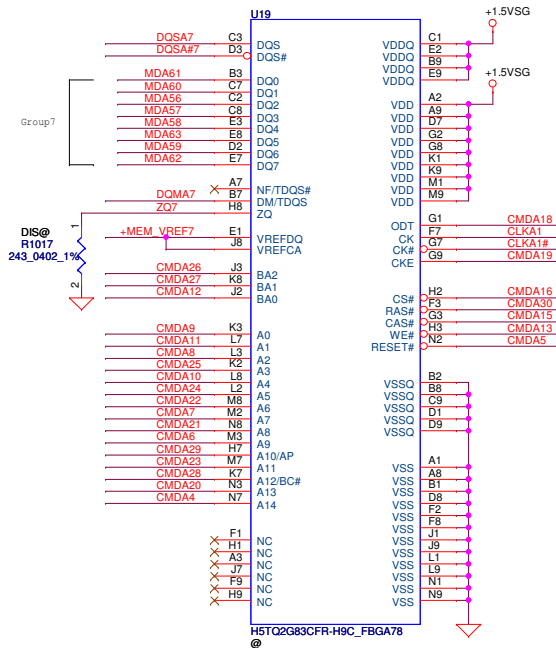 U19
+1.5VSG
DQSA7 C3 DQS VDDQ C1
DQSA#7 D3 DQS# VDDQ E2
VDDQ B9
MDA61 B3 DQ0 VDDQ E9
+1.5VSG
MDA60 C7 DQ1
MDA56 C2 DQ2 VDD A2
MDA57 C8 DQ3 VDD A9
Group7
MDA58 E3 DQ4 VDD D7
MDA63 E8 DQ5 VDD G2
MDA59 D2 DQ6 VDD G8
MDA62 E7 DQ7 VDD K1
VDD K9
A7 NF/TDQS# VDD M1
DQMA7 B7 DM/TDQS VDD M9
ZQ7 H8 ZQ
ODT G1 CMDA18
+MEM_VREF7 E1 VREFDQ CK F7 CLKA1
J8 VREFCA CK# G7 CLKA1#
CKE G9 CMDA19
1
DIS@
R1017
243_0402_1%
2
CMDA26 J3 BA2
CMDA27 K8 BA1
CMDA12 J2 BA0
CS# H2 CMDA16
RAS# F3 CMDA30
CAS# G3 CMDA15
WE# H3 CMDA13
RESET# N2 CMDA5
CMDA9 K3 A0
CMDA11 L7 A1
CMDA8 L3 A2
CMDA25 K2 A3
CMDA10 L8 A4
CMDA24 L2 A5
CMDA22 M8 A6
CMDA7 M2 A7
CMDA21 N8 A8
CMDA6 M3 A9
CMDA29 H7 A10/AP
CMDA23 M7 A11
CMDA28 K7 A12/BC#
CMDA20 N3 A13
CMDA4 N7 A14
VSSQ B2
VSSQ B8
VSSQ C9
VSSQ D1
VSSQ D9
VSS A1
VSS A8
VSS B1
VSS D8
VSS F2
VSS F8
VSS J1
VSS J9
VSS L1
VSS L9
VSS N1
VSS N9
F1 NC
H1 NC
A3 NC
J7 NC
F9 NC
H9 NC
H5TQ2G83CFR-H9C_FBGA78
@